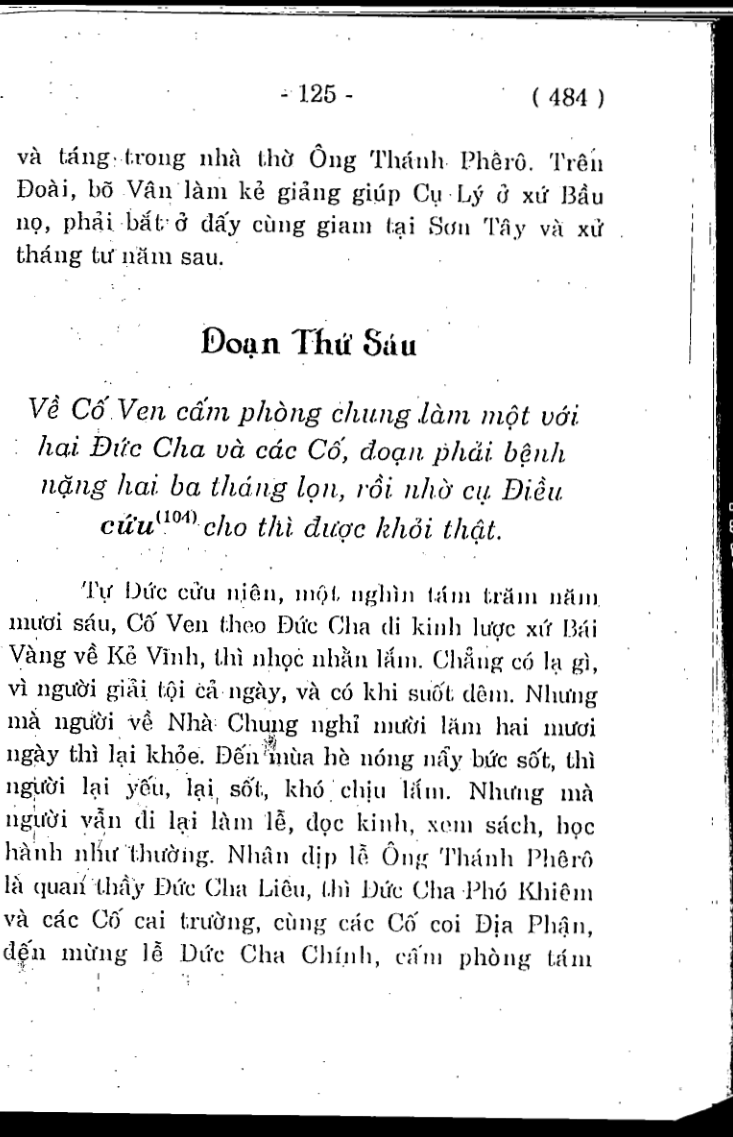 - 125 - ( 484 )
và táng trong nhà thờ Ông Thánh Phêrô. Trên
Đoài, bõ Vân làm kẻ giảng giúp Cụ Lý ở xứ Bầu
nọ, phải bắt ở đấy cùng giam tại Sơn Tây và xử
tháng tư năm sau.
Đoạn Thứ Sáu
Về Cố Ven cấm phòng chung làm một với
hai Đức Cha và các Cố, đoạn phải bệnh
nặng hai ba tháng lọn, rồi nhờ cụ Điều
cứu(104) cho thì được khỏi thật.
Tự Đức cửu niên, một nghìn tám trăm năm
mươi sáu, Cố Ven theo Đức Cha đi kinh lược xứ Bái
Vàng về Kẻ Vĩnh, thì nhọc nhằn lắm. Chẳng có lạ gì,
vì người giải tội cả ngày, và có khi suốt đêm. Nhưng
mà người về Nhà Chung nghỉ mười lăm hai mươi
ngày thì lại khỏe. Đến mùa hè nóng nẩy bức sốt, thì
người lại yếu, lại sốt, khó chịu lắm. Nhưng mà
người vẫn đi lại làm lễ, đọc kinh, xem sách, học
hành như thường. Nhân dịp lễ Ông Thánh Phêrô
là quan thầy Đức Cha Liêu, thì Đức Cha Phó Khiêm
và các Cố cai trường, cùng các Cố coi Địa Phận,
đến mừng lễ Đức Cha Chính, cấm phòng tám